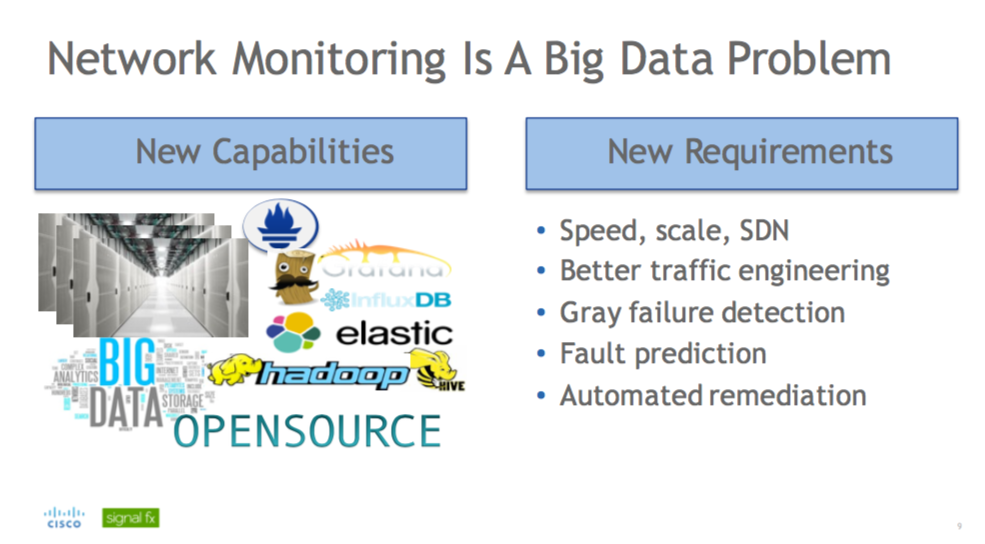 Network Monitoring Is A Big Data Problem
New Capabilities
New Requirements
Grafana
InfluxDB
elastic
hadoop
HIVE
BIG
DATA
ANALYTICS
STORAGE
OPENSOURCE
• Speed, scale, SDN
• Better traffic engineering
• Gray failure detection
• Fault prediction
• Automated remediation
CISCO
signal fx
9